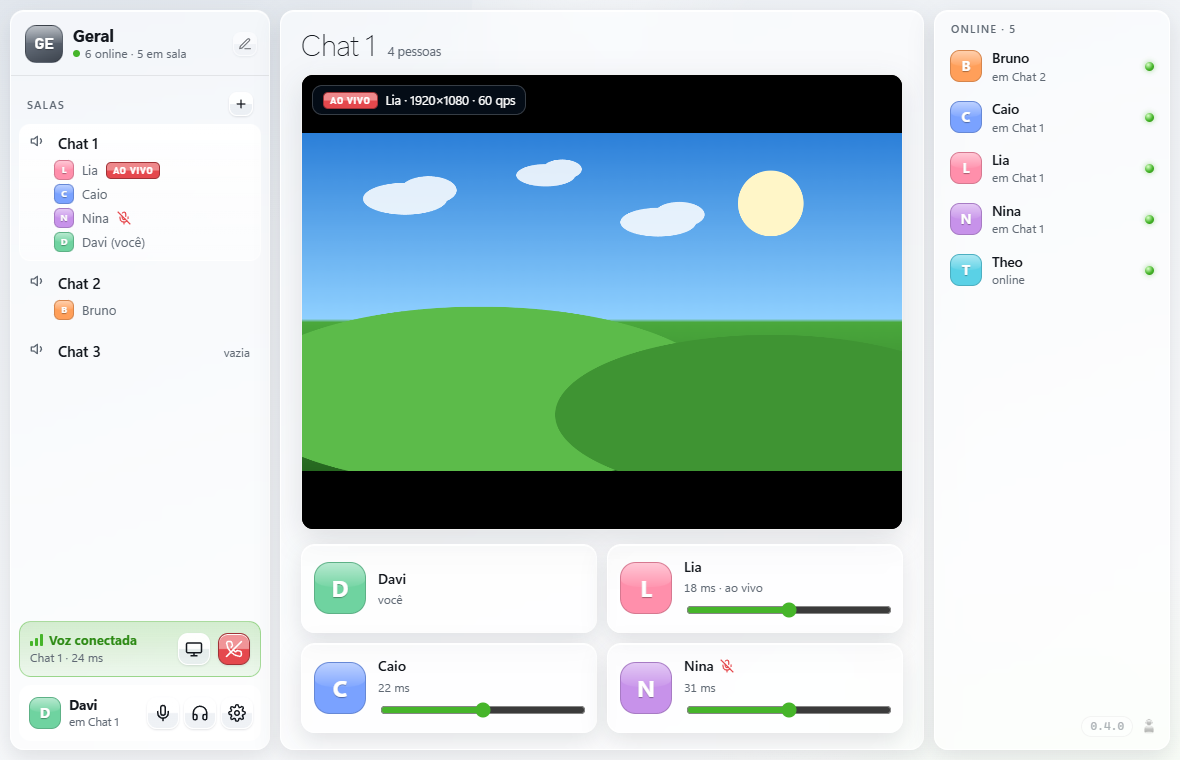 GE
Geral
6 online · 5 em sala
SALAS
+
Chat 1
L Lia AO VIVO
C Caio
N Nina
D Davi (você)
Chat 2
B Bruno
Chat 3 vazia
Voz conectada
Chat 1 · 24 ms
D
Davi
em Chat 1
Chat 1 4 pessoas
AO VIVO Lia · 1920×1080 · 60 qps
D
Davi
você
L
Lia
18 ms · ao vivo
C
Caio
22 ms
N
Nina
31 ms
ONLINE · 5
B
Bruno
em Chat 2
C
Caio
em Chat 1
L
Lia
em Chat 1
N
Nina
em Chat 1
T
Theo
online
0.4.0